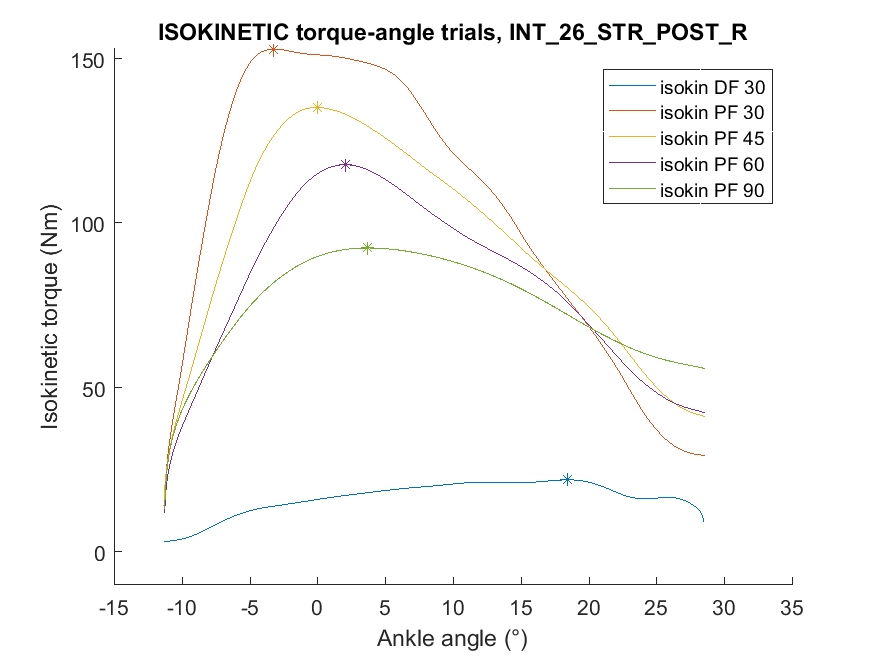 ISOKINETIC torque-angle trials, INT_26_STR_POST_R
150
100
50
0
Isokinetic torque (Nm)
isokin DF 30
isokin PF 30
isokin PF 45
isokin PF 60
isokin PF 90
-15 -10 -5 0 5 10 15 20 25 30 35
Ankle angle (°)